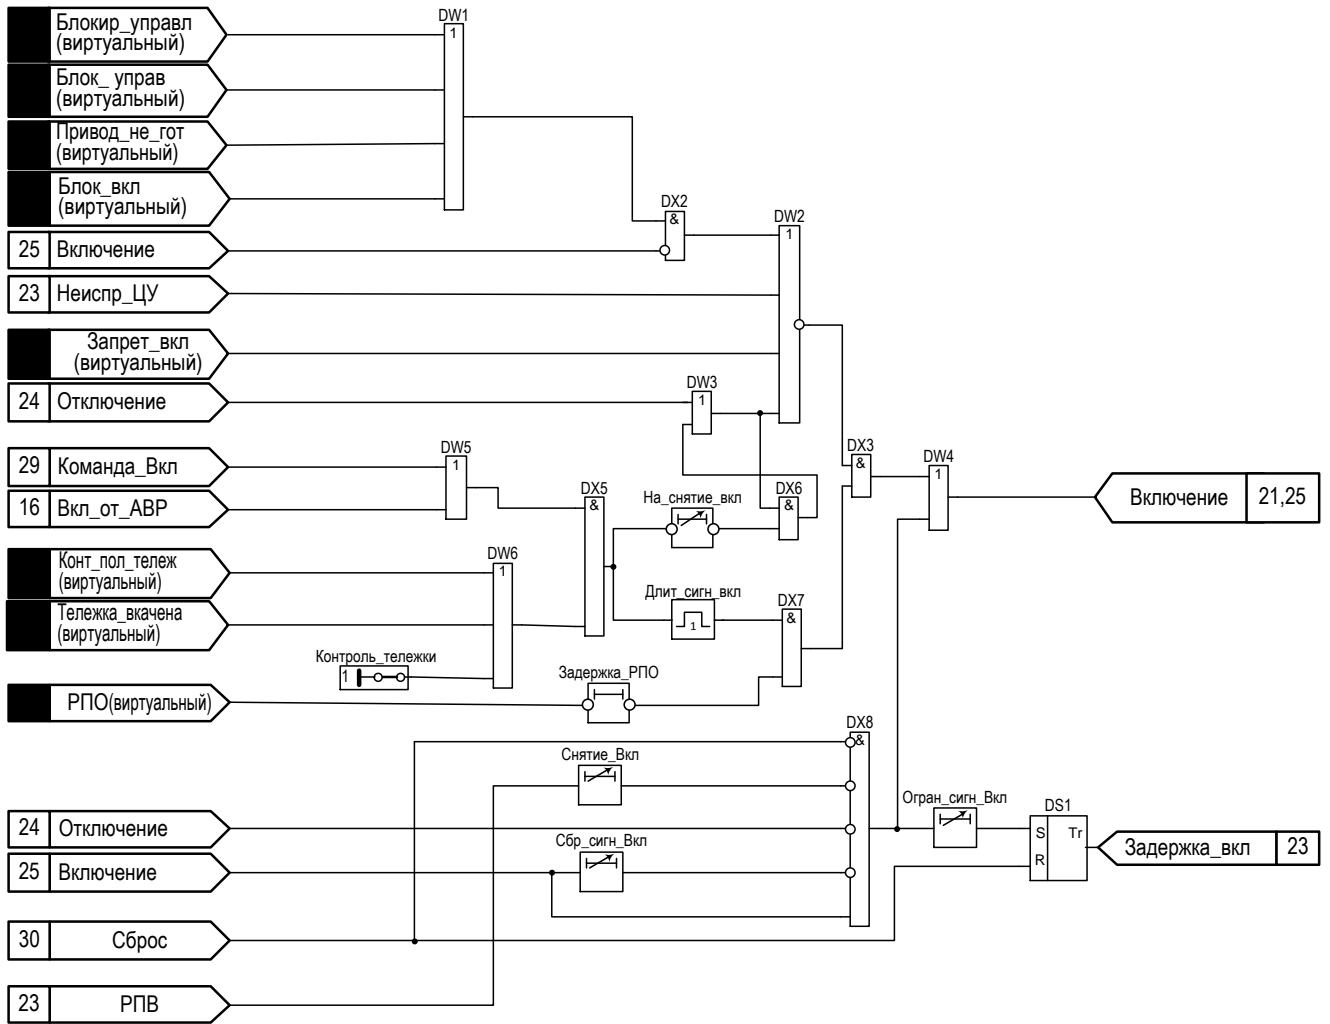 Блокир_управл
(виртуальный)
DW1
1
Блок_ управ
(виртуальный)
Привод_не_гот
(виртуальный)
Блок_вкл
(виртуальный)
DX2
&
DW2
1
25 Включение
23 Неиспр_ЦУ
Запрет_вкл
(виртуальный)
24 Отключение
DW3
1
29 Команда_Вкл
DW5
1
16 Вкл_от_АВР
DX5
&
На_снятие_вкл
DX6
&
DX3
&
DW4
1
Включение 21,25
Конт_пол_тележ
(виртуальный)
DW6
1
Тележка_вкачена
(виртуальный)
Длит_сигн_вкл
1
DX7
&
Контроль_тележки
1
Задержка_РПО
РПО(виртуальный)
DX8
&
Снятие_Вкл
Огран_сигн_Вкл
DS1
S Tr
R
24 Отключение
Сбр_сигн_Вкл
Задержка_вкл 23
25 Включение
30 Сброс
23 РПВ